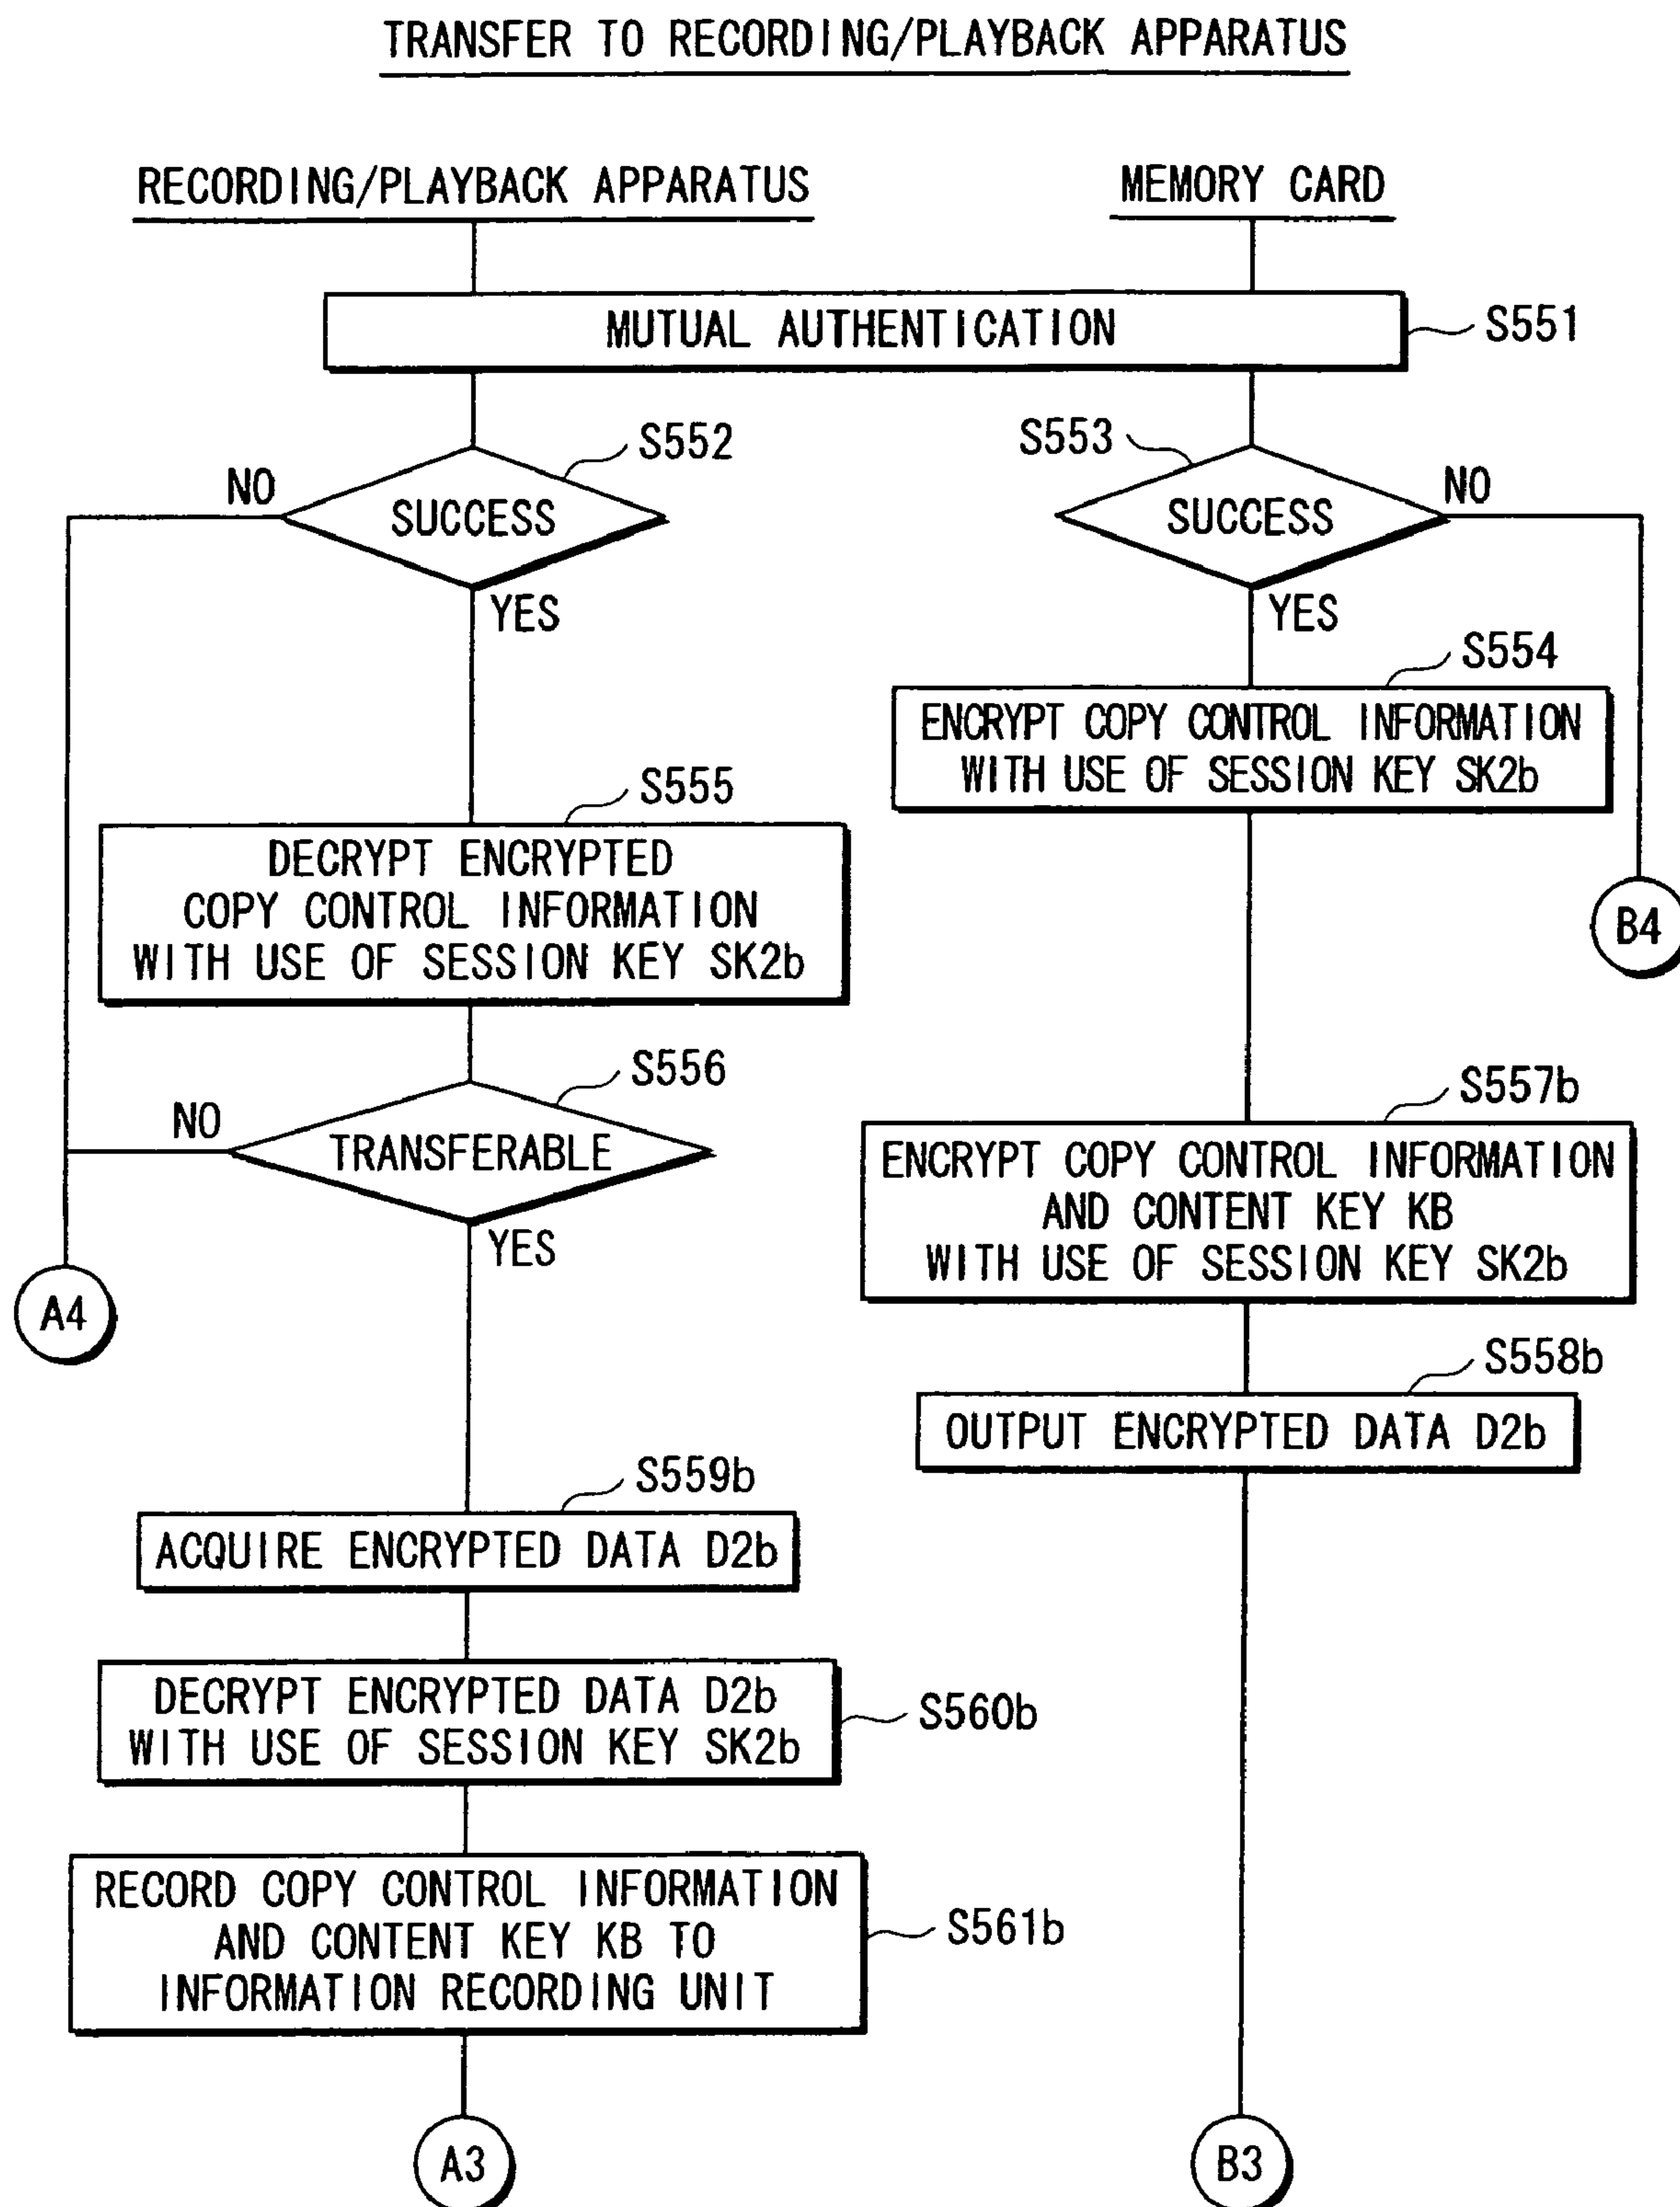 TRANSFER TO RECORDING/PLAYBACK APPARATUS
RECORDING/PLAYBACK APPARATUS
MEMORY CARD
MUTUAL AUTHENTICATION
S551
S552
NO
SUCCESS
YES
S553
NO
SUCCESS
YES
S554
ENCRYPT COPY CONTROL INFORMATION
WITH USE OF SESSION KEY SK2b
S555
DECRYPT ENCRYPTED
COPY CONTROL INFORMATION
WITH USE OF SESSION KEY SK2b
B4
S556
NO
TRANSFERABLE
YES
A4
S557b
ENCRYPT COPY CONTROL INFORMATION
AND CONTENT KEY KB
WITH USE OF SESSION KEY SK2b
S558b
OUTPUT ENCRYPTED DATA D2b
S559b
ACQUIRE ENCRYPTED DATA D2b
DECRYPT ENCRYPTED DATA D2b
WITH USE OF SESSION KEY SK2b
S560b
RECORD COPY CONTROL INFORMATION
AND CONTENT KEY KB TO
INFORMATION RECORDING UNIT
S561b
A3
B3